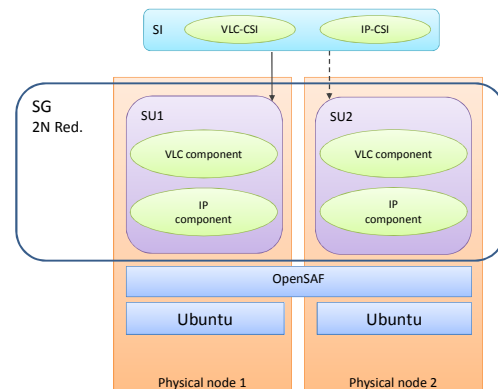 SI
VLC-CSI
IP-CSI
SG
2N Red.
SU1
SU2
VLC component
VLC component
IP
component
IP
component
OpenSAF
Ubuntu
Ubuntu
Physical node 1
Physical node 2